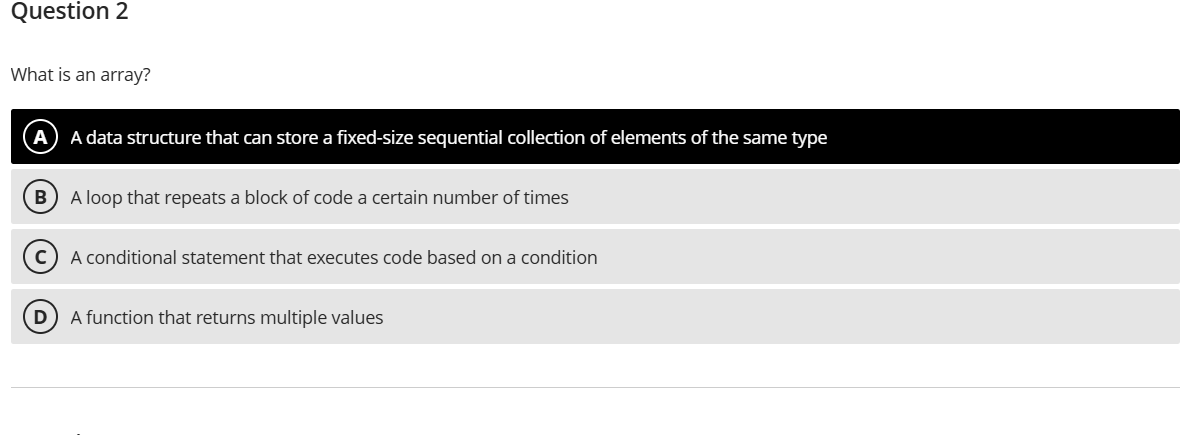 Question 2
What is an array?
A A data structure that can store a fixed-size sequential collection of elements of the same type
B A loop that repeats a block of code a certain number of times
C A conditional statement that executes code based on a condition
D A function that returns multiple values